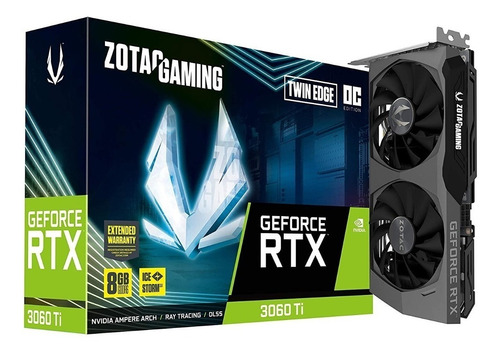 ZOTAC GAMING
TWIN EDGE
OC
EDITION
GEFORCE
RTX
3060 Ti
EXTENDED
WARRANTY
8GB
ICE
STORM
GEFORCE
RTX
NVIDIA
3060 Ti
NVIDIA AMPERE ARCH / RAY TRACING / DLSS
ZOTAC GAMING
ZOTAC
GEFORCE RTX